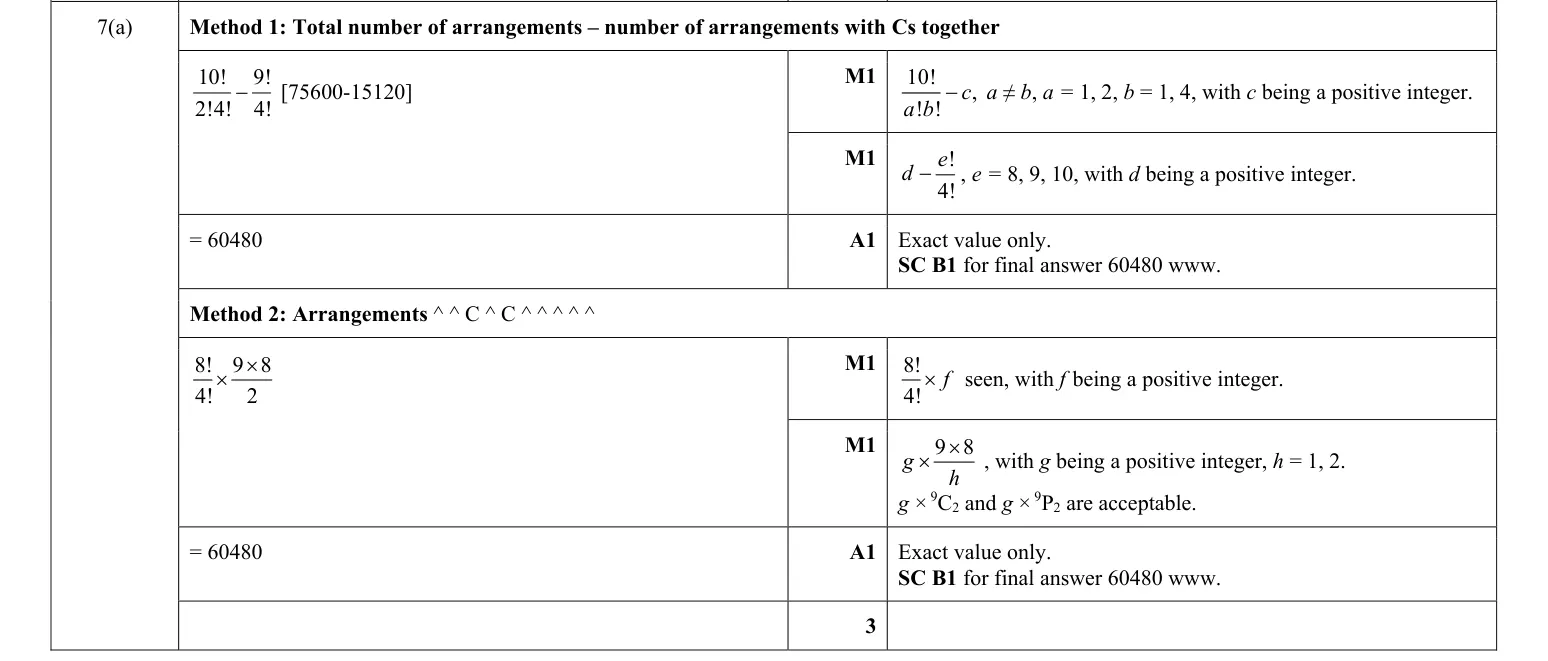 7(a)
Method 1: Total number of arrangements – number of arrangements with Cs together
10!/2!4! − 9!/4! [75600-15120]
M1
10!/a!b! − c, a ≠ b, a = 1, 2, b = 1, 4, with c being a positive integer.
M1
d − e!/4!, e = 8, 9, 10, with d being a positive integer.
= 60480
A1
Exact value only.
SC B1 for final answer 60480 www.
Method 2: Arrangements ^ ^ C ^ C ^ ^ ^ ^ ^
8!/4! × 9×8/2
M1
8!/4! × f seen, with f being a positive integer.
M1
g × 9×8/h , with g being a positive integer, h = 1, 2.
g × ⁹C₂ and g × ⁹P₂ are acceptable.
= 60480
A1
Exact value only.
SC B1 for final answer 60480 www.
3